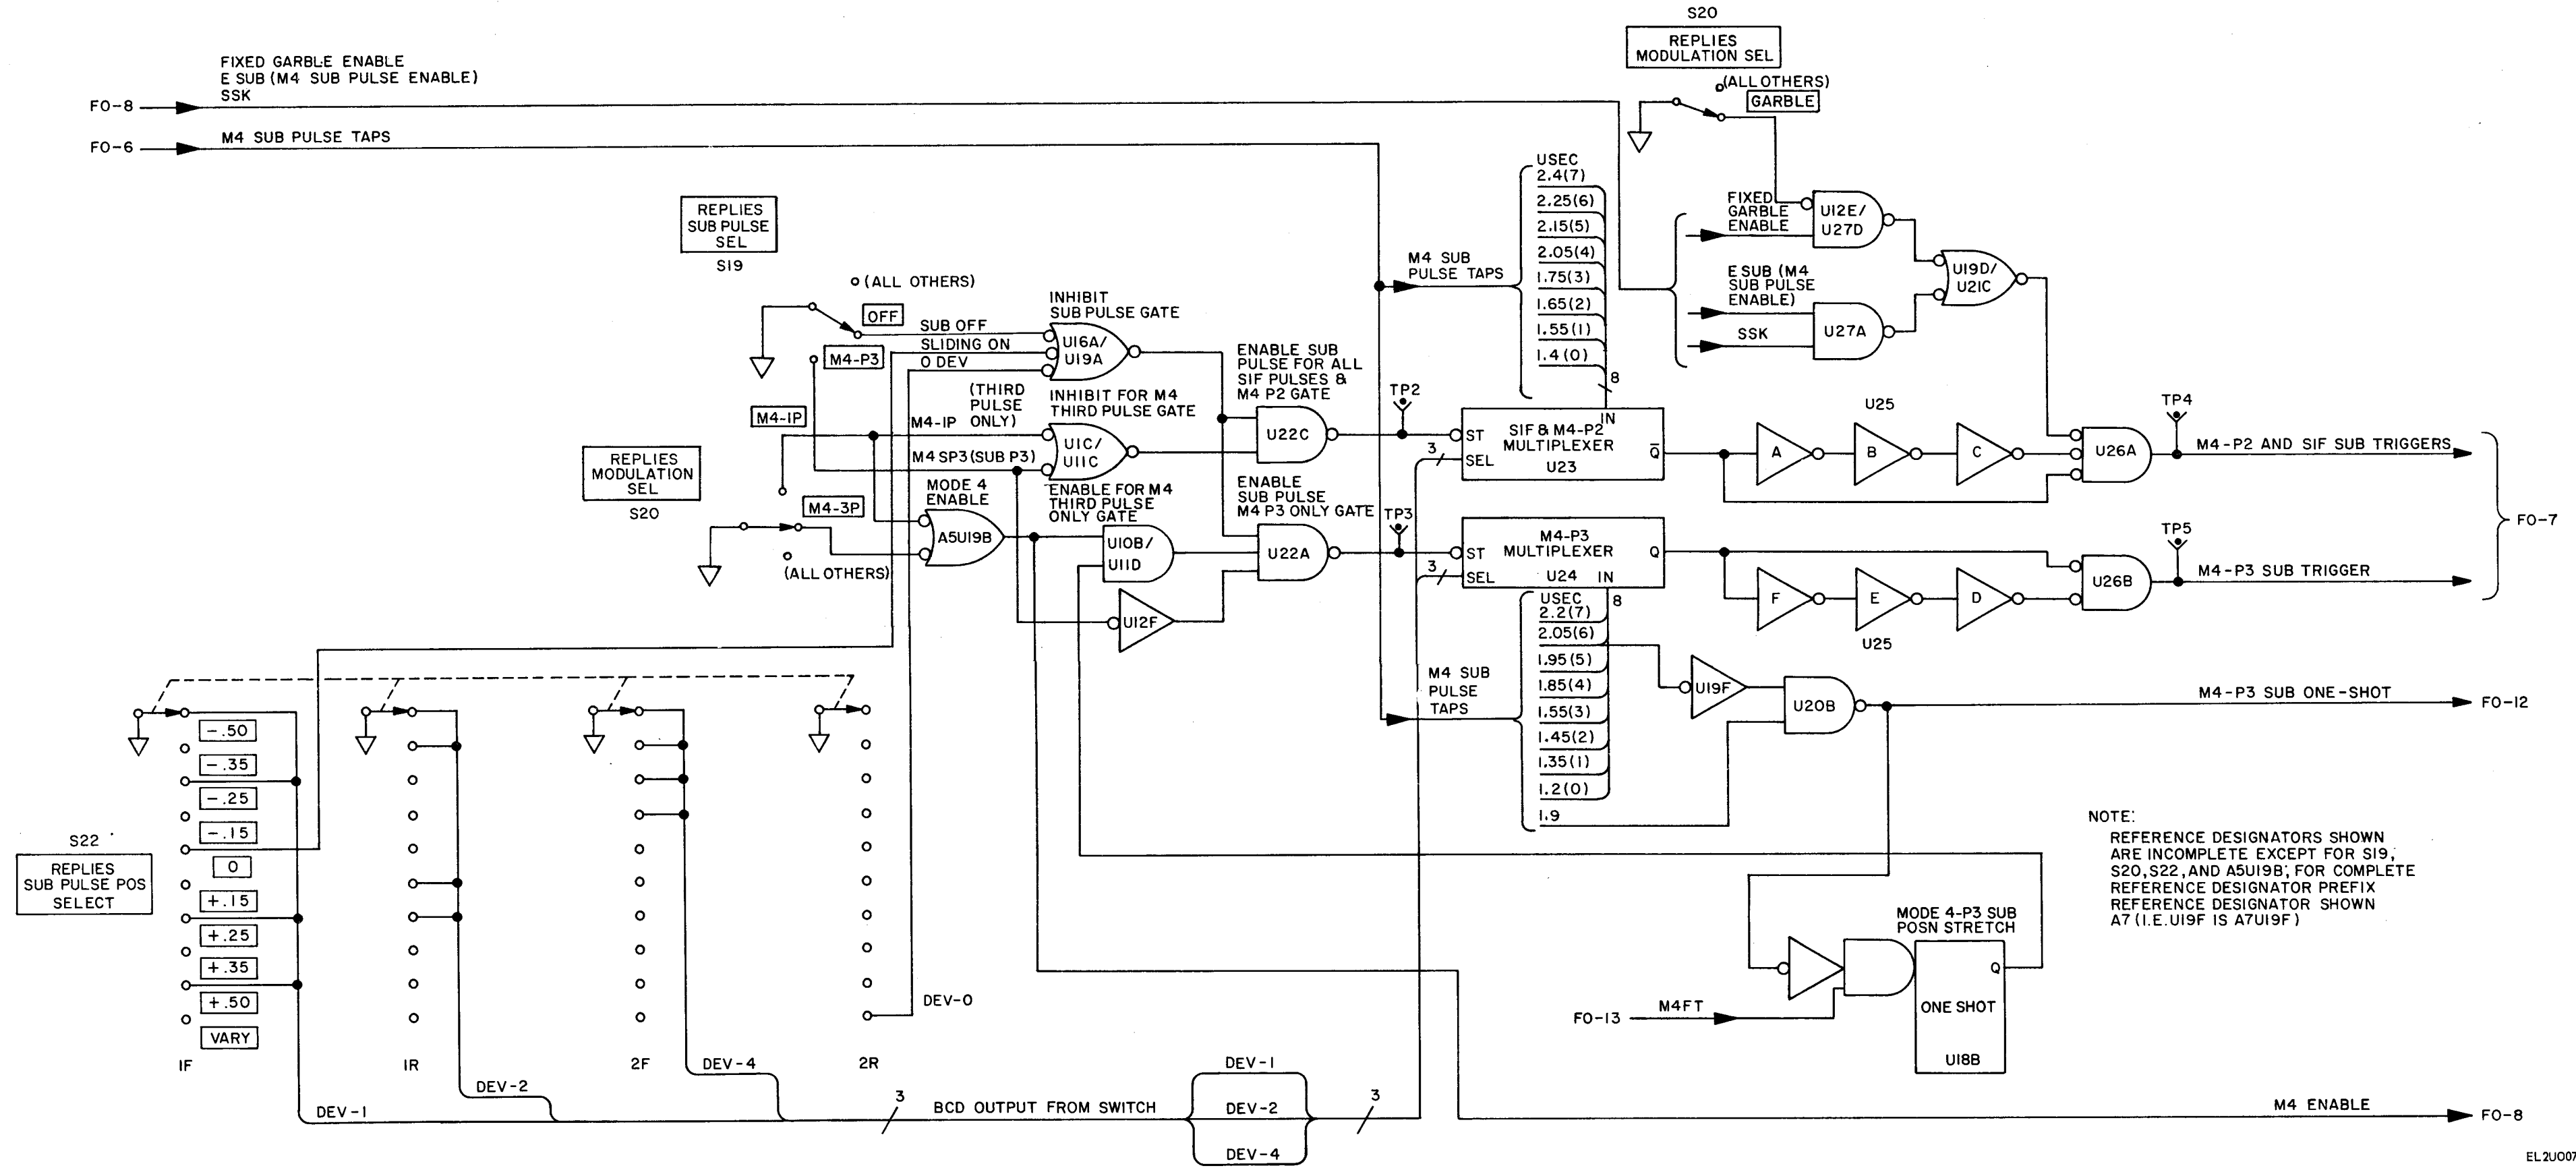 S20
REPLIES
MODULATION SEL
(ALL OTHERS)
GARBLE
FIXED GARBLE ENABLE
E SUB (M4 SUB PULSE ENABLE)
SSK
FO-8
M4 SUB PULSE TAPS
FO-6
REPLIES
SUB PULSE
SEL
S19
(ALL OTHERS)
OFF
M4-P3
M4-1P
SUB OFF
SLIDING ON
0 DEV
INHIBIT
SUB PULSE GATE
U16A/
U19A
(THIRD
PULSE
ONLY)
M4-1P
INHIBIT FOR M4
THIRD PULSE GATE
U1C/
U11C
M4 SP3 (SUB P3)
REPLIES
MODULATION
SEL
S20
M4-3P
(ALL OTHERS)
MODE 4
ENABLE
A5U19B
ENABLE FOR M4
THIRD PULSE
ONLY GATE
U10B/
U11D
U12F
ENABLE SUB
PULSE FOR ALL
SIF PULSES &
M4 P2 GATE
U22C
ENABLE
SUB PULSE
M4 P3 ONLY GATE
U22A
TP2
TP3
M4 SUB
PULSE TAPS
USEC
2.4(7)
2.25(6)
2.15(5)
2.05(4)
1.75(3)
1.65(2)
1.55(1)
1.4(0)
8
IN
ST
SIF & M4-P2
MULTIPLEXER
U23
3
SEL
Q
M4-P3
MULTIPLEXER
ST
Q
3
SEL
U24
IN
8
USEC
2.2(7)
2.05(6)
1.95(5)
1.85(4)
1.55(3)
1.45(2)
1.35(1)
1.2(0)
1.9
M4 SUB
PULSE
TAPS
FIXED
GARBLE
ENABLE
U12E/
U27D
E SUB (M4
SUB PULSE
ENABLE)
SSK
U27A
U19D/
U21C
U25
A
B
C
U26A
TP4
M4-P2 AND SIF SUB TRIGGERS
F
E
D
U25
U26B
TP5
M4-P3 SUB TRIGGER
FO-7
U19F
U20B
M4-P3 SUB ONE-SHOT
FO-12
NOTE:
REFERENCE DESIGNATORS SHOWN
ARE INCOMPLETE EXCEPT FOR S19,
S20, S22, AND A5U19B; FOR COMPLETE
REFERENCE DESIGNATOR PREFIX
REFERENCE DESIGNATOR SHOWN
A7 (I.E. U19F IS A7U19F)
MODE 4-P3 SUB
POSN STRETCH
Q
ONE SHOT
U18B
FO-13
M4FT
S22
REPLIES
SUB PULSE POS
SELECT
-.50
-.35
-.25
-.15
0
+.15
+.25
+.35
+.50
VARY
1F
1R
2F
2R
DEV-0
DEV-1
DEV-2
DEV-4
3
BCD OUTPUT FROM SWITCH
DEV-1
DEV-2
DEV-4
3
M4 ENABLE
FO-8
EL2U007